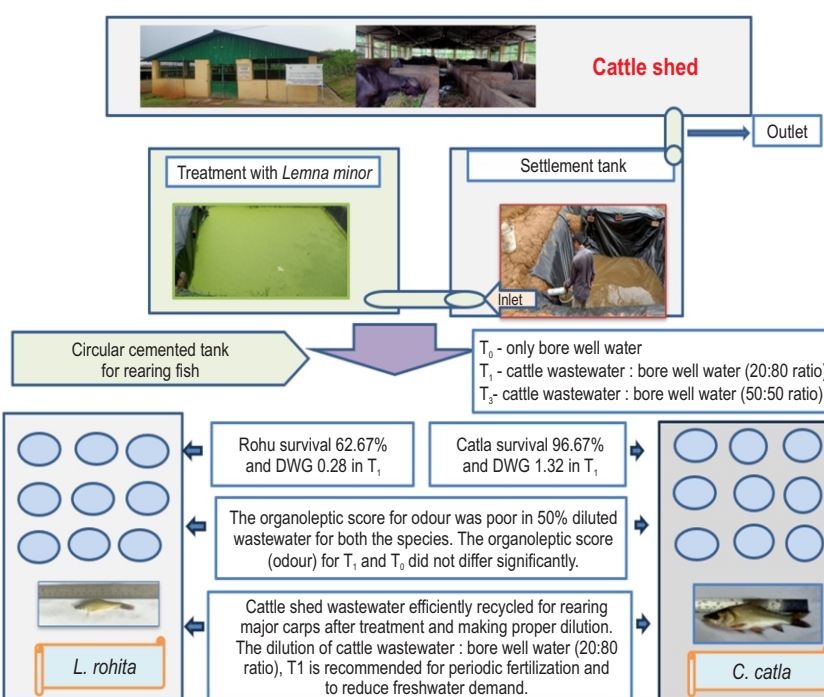 Cattle shed
Outlet
Treatment with Lemna minor
Settlement tank
Inlet
Circular cemented tank
for rearing fish
T₀ - only bore well water
T₁ - cattle wastewater : bore well water (20:80 ratio)
T₃- cattle wastewater : bore well water (50:50 ratio)
Rohu survival 62.67%
and DWG 0.28 in T₁
Catla survival 96.67%
and DWG 1.32 in T₁
The organoleptic score for odour was poor in 50% diluted
wastewater for both the species. The organoleptic score
(odour) for T₁ and T₀ did not differ significantly.
Cattle shed wastewater efficiently recycled for rearing
major carps after treatment and making proper dilution.
The dilution of cattle wastewater : bore well water (20:80
ratio), T1 is recommended for periodic fertilization and
to reduce freshwater demand.
L. rohita
C. catla